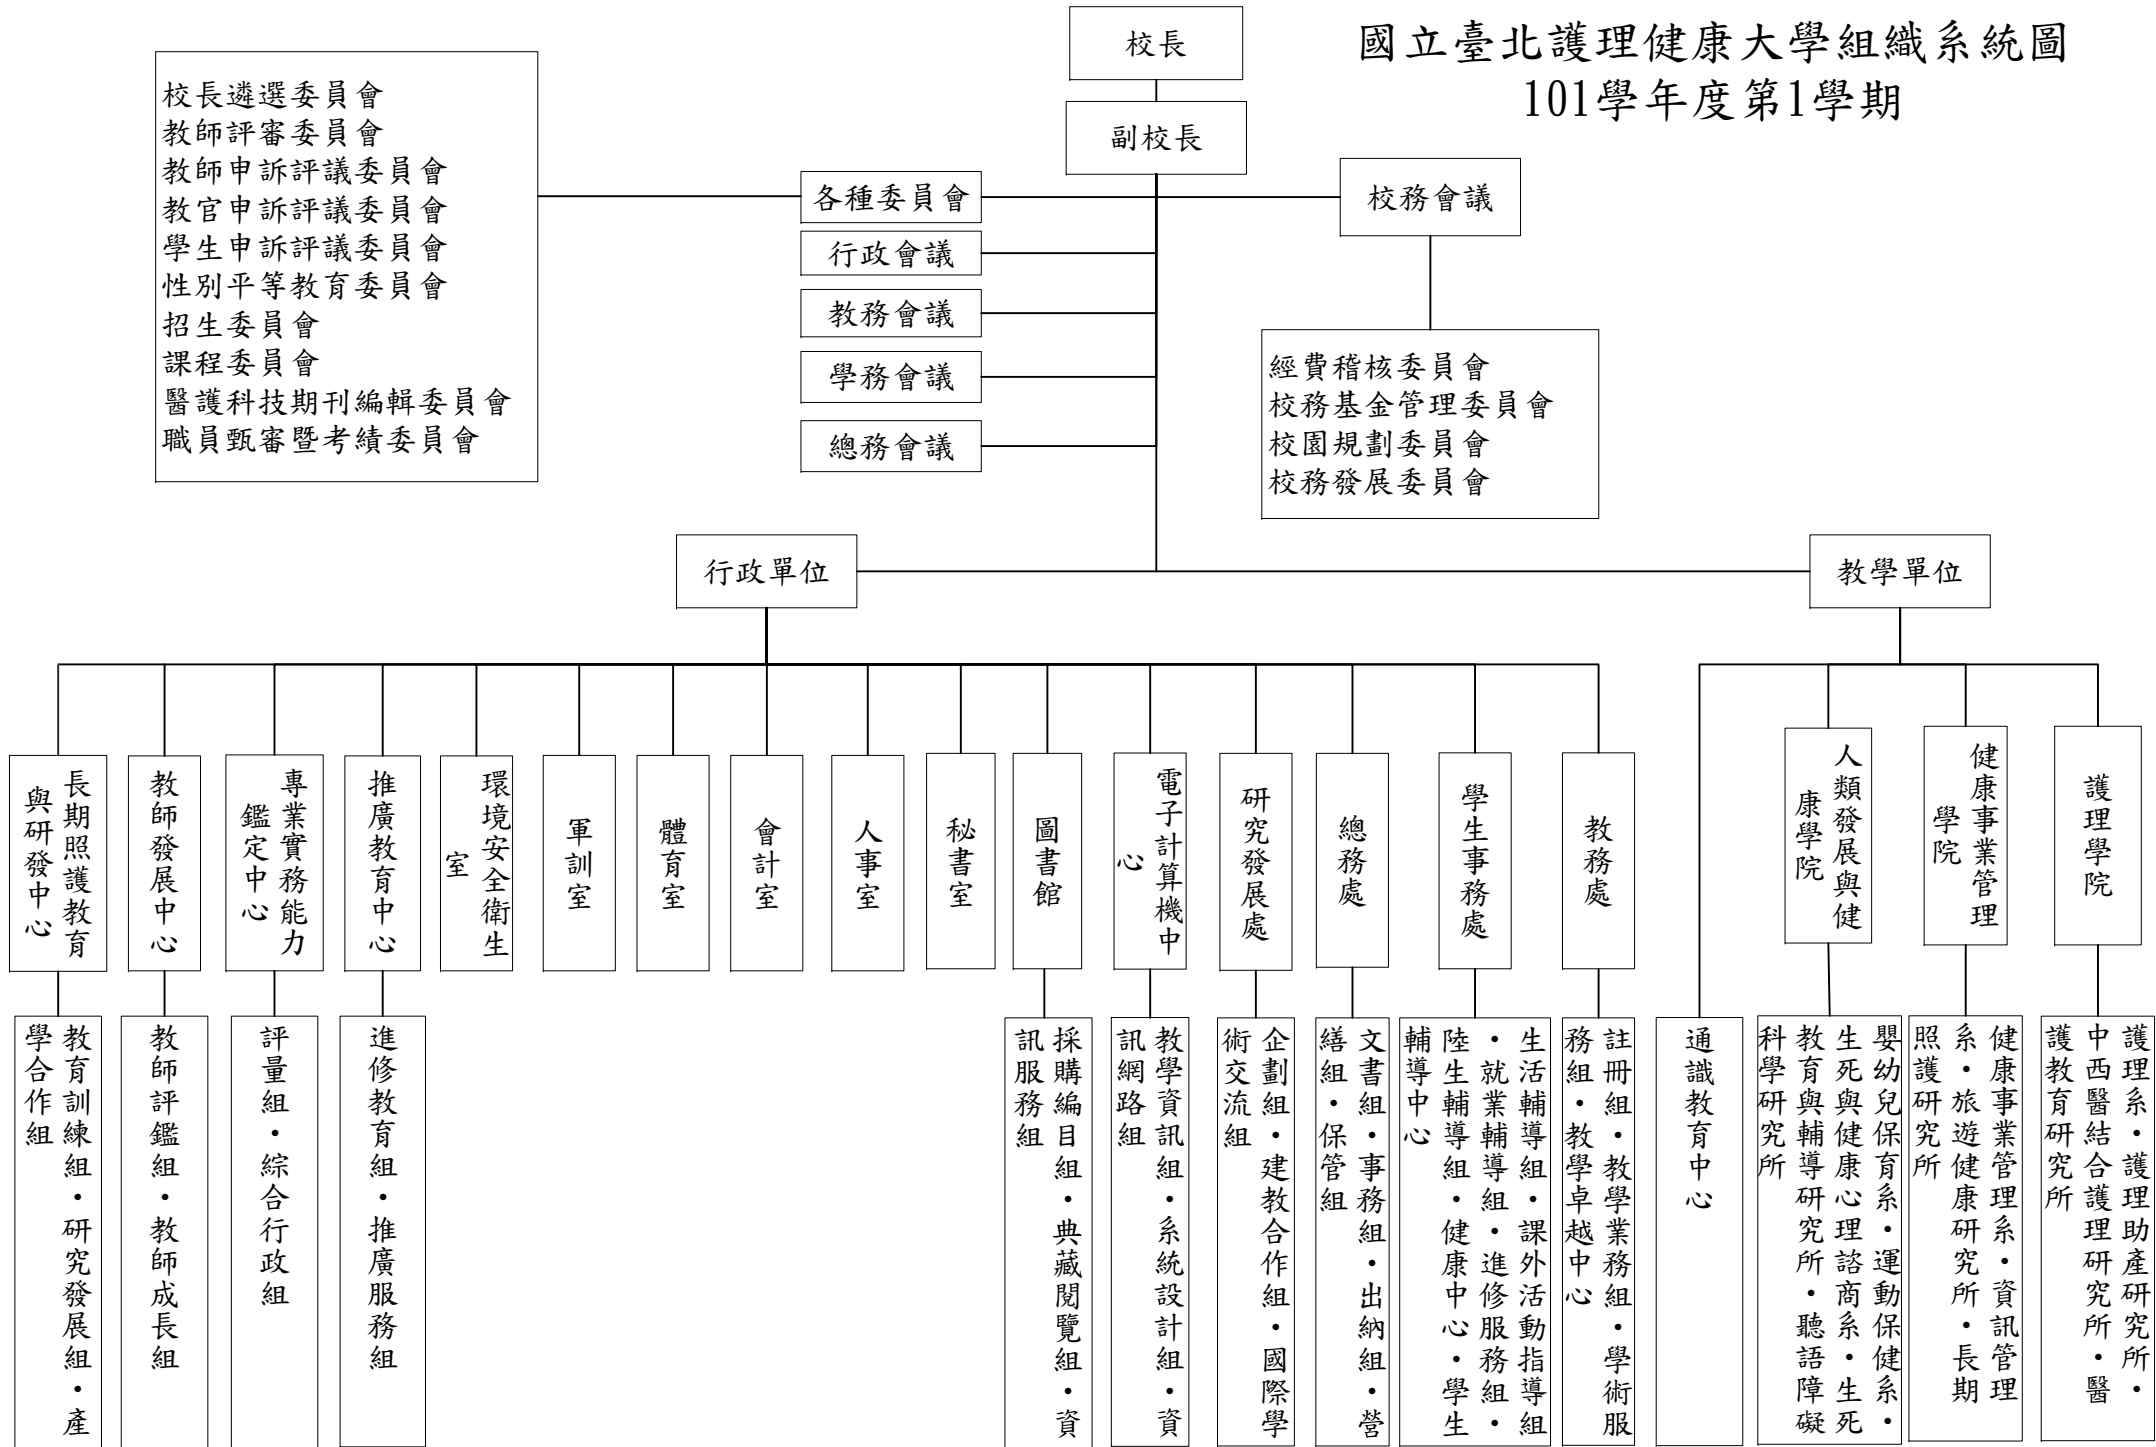 國立臺北護理健康大學組織系統圖
101學年度第1學期
校長
副校長
各種委員會
行政會議
教務會議
學務會議
總務會議
校務會議
校長遴選委員會
教師評審委員會
教師申訴評議委員會
教官申訴評議委員會
學生申訴評議委員會
性別平等教育委員會
招生委員會
課程委員會
醫護科技期刊編輯委員會
職員甄審暨考績委員會
經費稽核委員會
校務基金管理委員會
校園規劃委員會
校務發展委員會
行政單位
教學單位
長期照護教育
與研發中心
教師發展中心
專業實務能力
鑑定中心
推廣教育中心
環境安全衛生
室
軍訓室
體育室
會計室
人事室
秘書室
圖書館
電子計算機中
心
研究發展處
總務處
學生事務處
教務處
人類發展與健
康學院
健康事業管理
學院
護理學院
教育訓練組・研究發展組・產
學合作組
教師評鑑組・教師成長組
評量組・綜合行政組
進修教育組・推廣服務組
採購編目組・典藏閱覽組・資
訊服務組
教學資訊組・系統設計組・資
訊網路組
企劃組・建教合作組・國際學
術交流組
文書組・事務組・出納組・營
繕組・保管組
生活輔導組・課外活動指導組
・就業輔導組・進修服務組・
陸生輔導組・健康中心・學生
輔導中心
註冊組・教學業務組・學術服
務組・教學卓越中心
通識教育中心
嬰幼兒保育系・運動保健系・
生死與健康心理諮商系・生死
教育與輔導研究所・聽語障礙
科學研究所
健康事業管理系・資訊管理
系・旅遊健康研究所・長期
照護研究所
護理系・護理助產研究所・
中西醫結合護理研究所・醫
護教育研究所